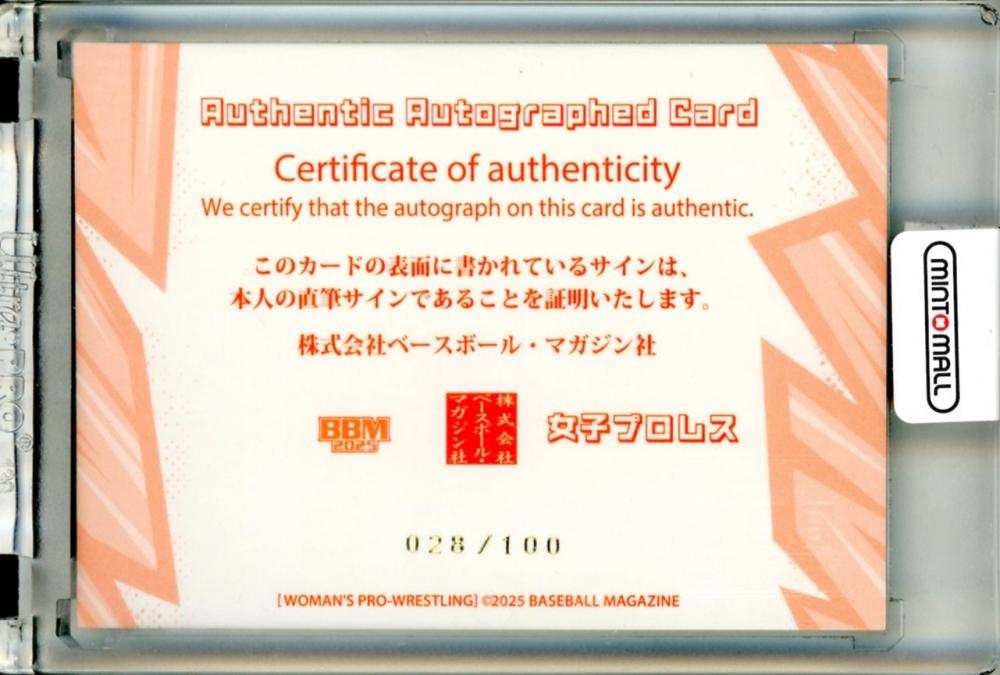 Authentic Autographed Card
Certificate of authenticity
We certify that the autograph on this card is authentic.
このカードの表面に書かれているサインは、
本人の直筆サインであることを証明いたします。
株式会社ベースボール・マガジン社
BBM
2025
株式会社
ベースボール・
マガジン社
女子プロレス
028/100
[WOMAN'S PRO-WRESTLING] ©2025 BASEBALL MAGAZINE
MINT MALL
Ultra PRO®